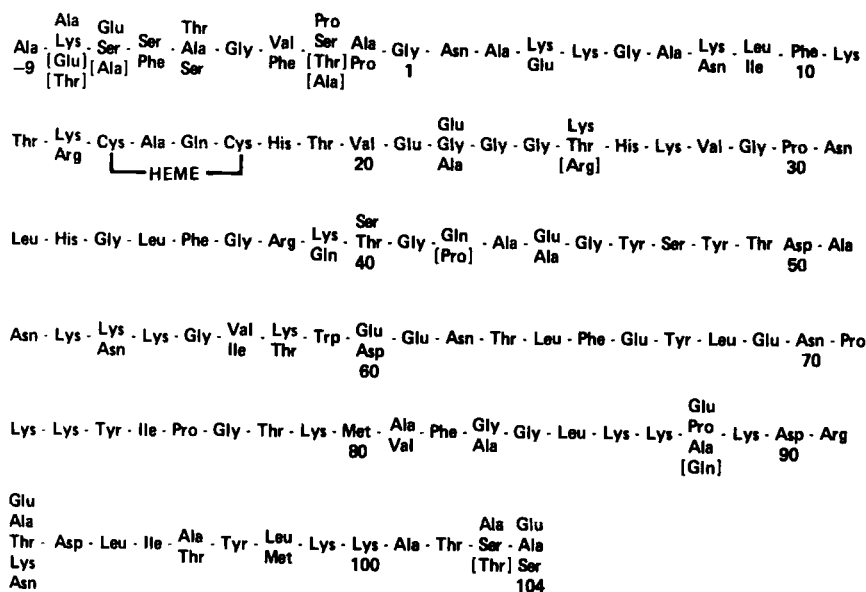 Ala Glu Thr Pro
Ala · Lys · Ser · Ser · Ala · Gly · Val · Ser · Ala · Gly · Asn · Ala · Lys · Lys · Gly · Ala · Lys · Leu · Phe · Lys
-9 [Glu] [Ala] Phe Ser Phe [Thr] Pro 1 Glu Asn Ile 10
[Thr] [Ala]
Thr · Lys · Cys · Ala · Gln · Cys · His · Thr · Val · Glu · Glu Gly · Gly · Gly · Lys Thr · His · Lys · Val · Gly · Pro · Asn
Arg HEME 20 Ala [Arg] 30
Ser
Leu · His · Gly · Leu · Phe · Gly · Arg · Lys · Thr · Gly · Gln · Ala · Glu · Gly · Tyr · Ser · Tyr · Thr · Asp · Ala
Gln 40 [Pro] Ala 50
Asn · Lys · Lys · Lys · Gly · Val · Lys · Trp · Glu · Glu · Asn · Thr · Leu · Phe · Glu · Tyr · Leu · Glu · Asn · Pro
Asn Ile Thr Asp 70
60
Glu
Lys · Lys · Tyr · Ile · Pro · Gly · Thr · Lys · Met · Ala · Phe · Gly · Gly · Leu · Lys · Lys · Pro · Lys · Asp · Arg
80 Val Ala Ala 90
[Gln]
Glu
Ala Ala Glu
Thr · Asp · Leu · Ile · Ala · Tyr · Leu · Lys · Lys · Ala · Thr · Ser · Ala
Lys Thr Met 100 [Thr] Ser
Asn 104